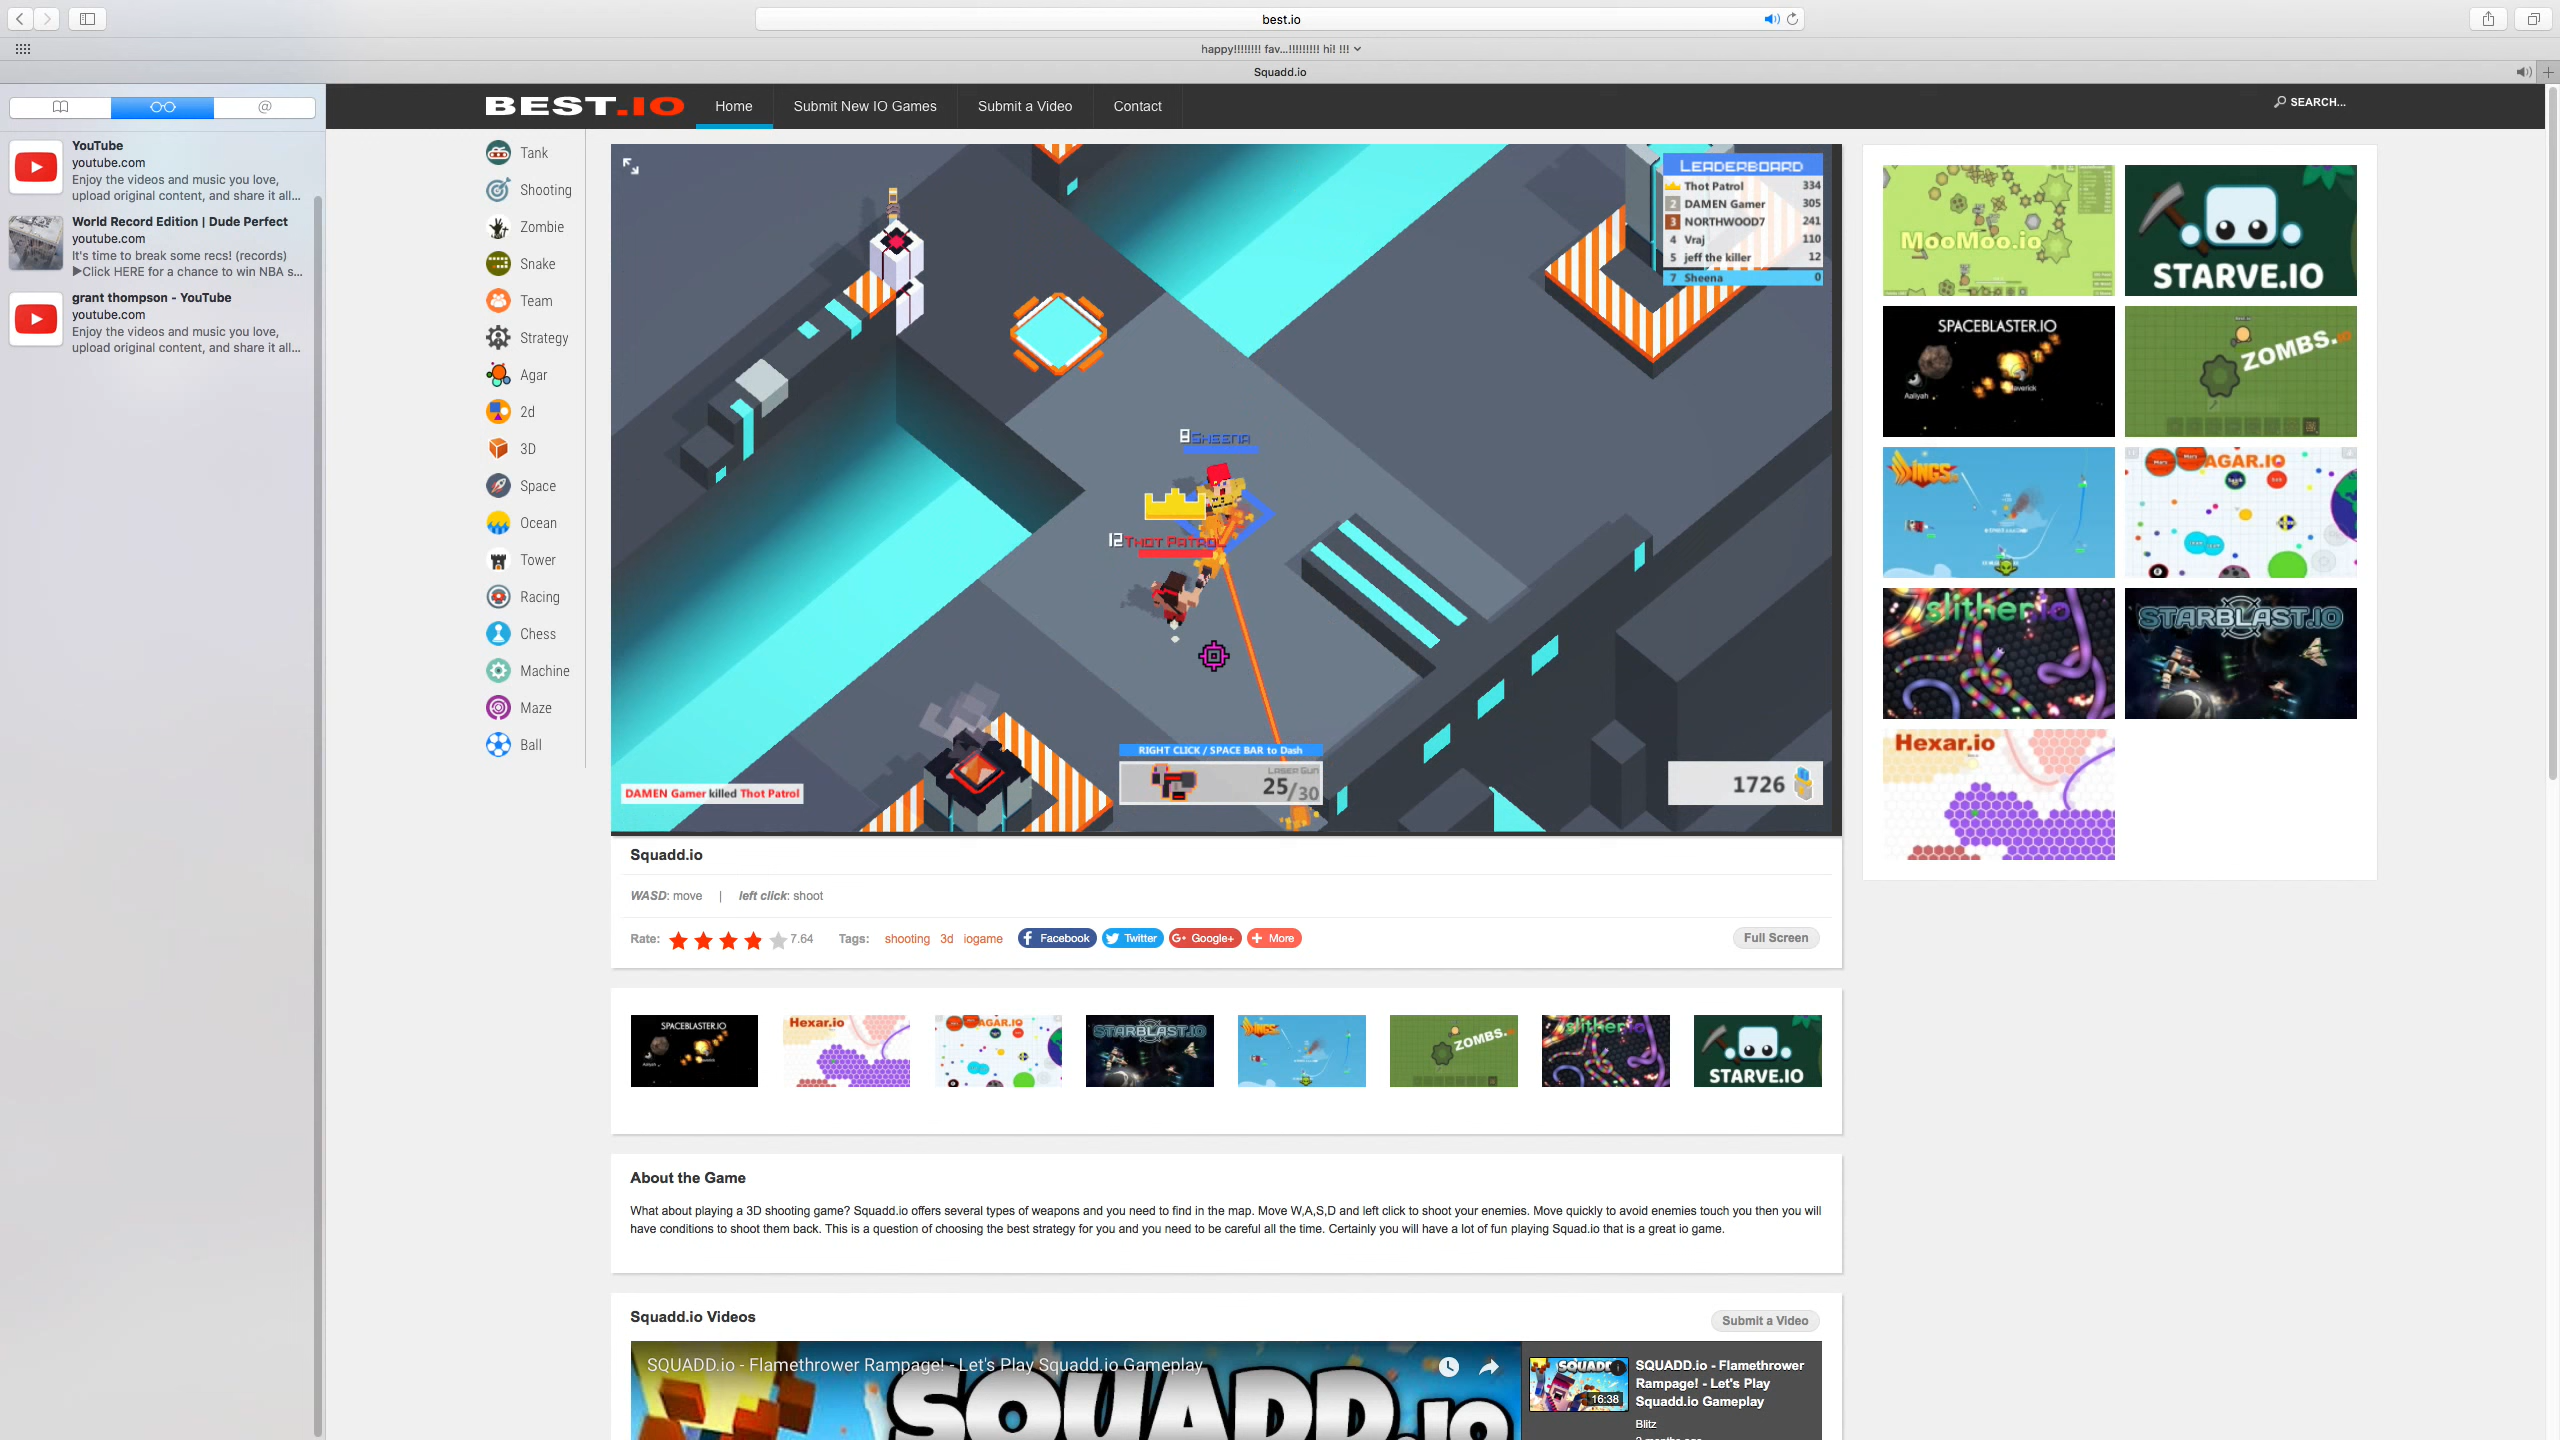 best.io
happy!!!!!!!! fav...!!!!!!!!! hi! !!!
Squadd.io
@
YouTube
youtube.com
Enjoy the videos and music you love,
upload original content, and share it all...
World Record Edition | Dude Perfect
youtube.com
It's time to break some recs! (records)
▶Click HERE for a chance to win NBA s...
grant thompson - YouTube
youtube.com
Enjoy the videos and music you love,
upload original content, and share it all...
BEST.IO
Home
Submit New IO Games
Submit a Video
Contact
SEARCH...
Tank
Shooting
Zombie
Snake
Team
Strategy
Agar
2d
3D
Space
Ocean
Tower
Racing
Chess
Machine
Maze
Ball
LEADERBOARD
Thot Patrol 334
2 DAMEN Gamer 305
3 NORTHWOOD7 241
4 Vraj 110
5 jeff the killer 12
7 Sheena 0
8 SHEENA
12 THOT PATROL
DAMEN Gamer killed Thot Patrol
RIGHT CLICK / SPACE BAR to Dash
LASER GUN
25/30
1726
MooMoo.io
STARVE.IO
SPACEBLASTER.IO
Aaliyah
Maverick
ZOMBS.io
WINGS.io
AGAR.IO
slither.io
STARBLAST.IO
Hexar.io
Squadd.io
WASD: move | left click: shoot
Rate: 7.64 Tags: shooting 3d iogame Facebook Twitter G+ Google+ + More
Full Screen
SPACEBLASTER.IO
Hexar.io
AGAR.IO
STARBLAST.IO
WINGS
ZOMBS.
slither.io
STARVE.IO
About the Game
What about playing a 3D shooting game? Squadd.io offers several types of weapons and you need to find in the map. Move W,A,S,D and left click to shoot your enemies. Move quickly to avoid enemies touch you then you will
have conditions to shoot them back. This is a question of choosing the best strategy for you and you need to be careful all the time. Certainly you will have a lot of fun playing Squad.io that is a great io game.
Squadd.io Videos
Submit a Video
SQUADD.io - Flamethrower Rampage! - Let's Play Squadd.io Gameplay
SQUADD.IO
SQUADD
16:38
SQUADD.io - Flamethrower
Rampage! - Let's Play
Squadd.io Gameplay
Blitz